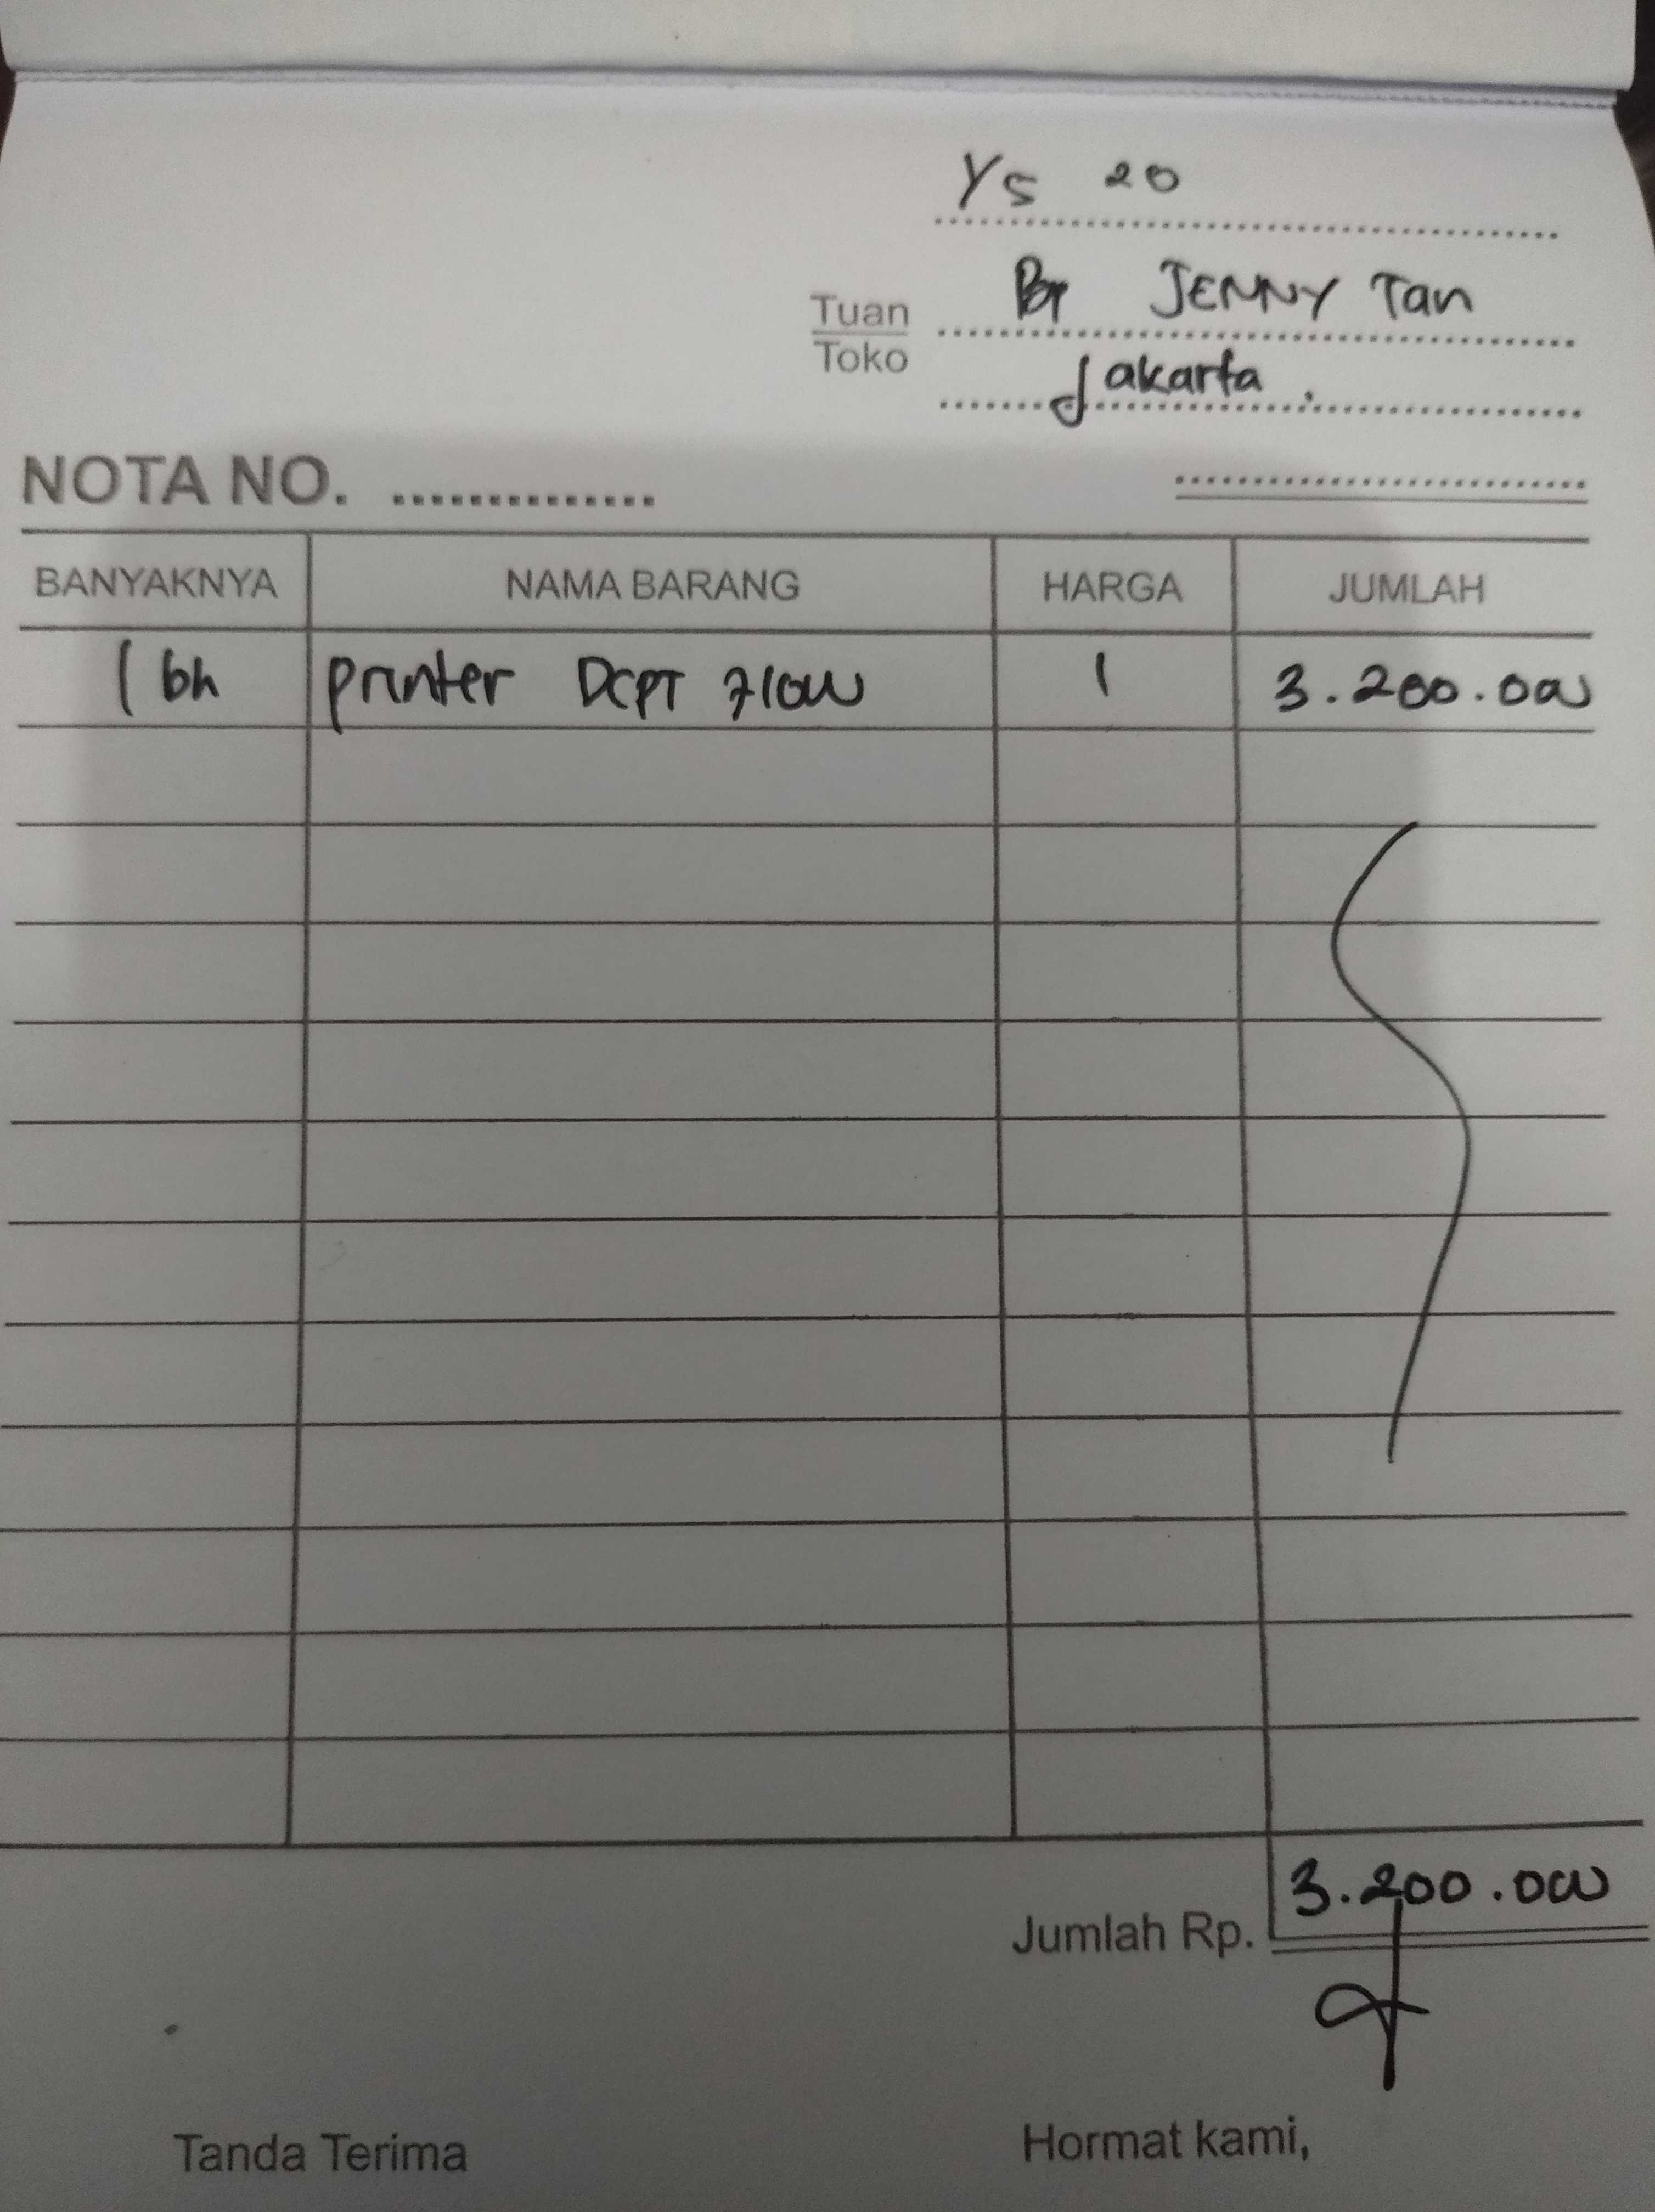 Ys 20
Tuan
Toko
JENNY Tan
Jakarta.
NOTA NO. ..............
BANYAKNYA NAMA BARANG HARGA JUMLAH
1 bh printer DCPT 710W 1 3.200.000
Jumlah Rp. 3.200.000
Tanda Terima Hormat kami,